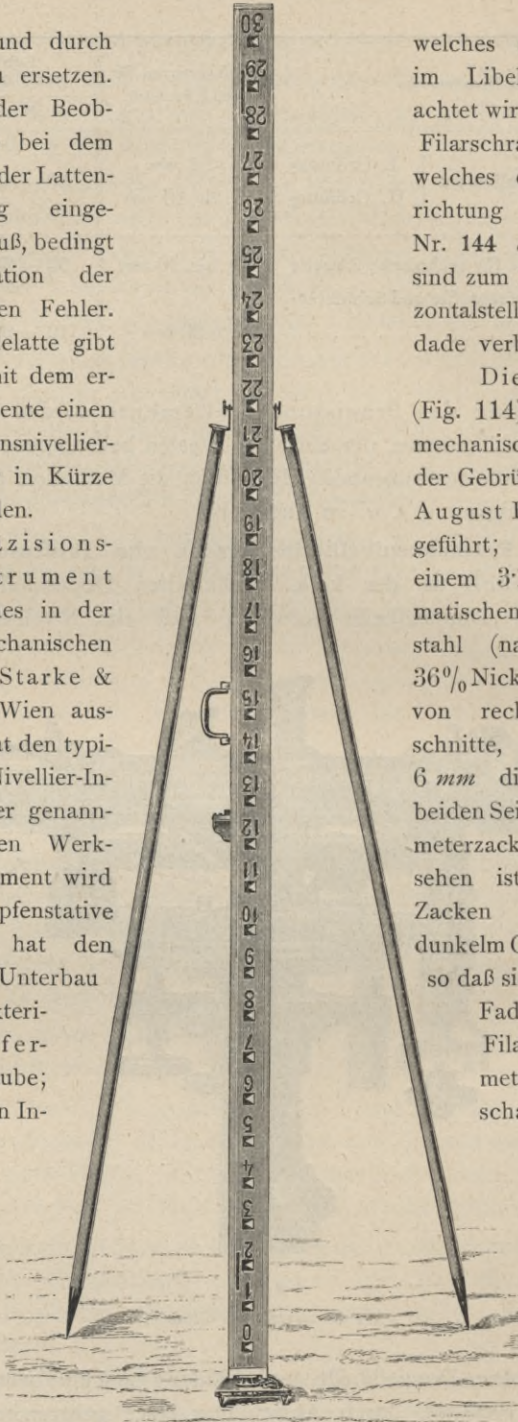 und durch
ersetzen.
der Beob-
bei dem
der Latten-
g einge-
uß, bedingt
ation der
en Fehler.
elatte gibt
mit dem er-
ente einen
nsnivellier-
in Kürze
den.
zisions-
trument
es in der
chanischen
Starke &
Wien aus-
at den typi-
Nivellier-In-
er genann-
en Werk-
ment wird
pfenstative
hat den
Unterbau
kteri-
fer-
ube;
n In-
30
29
28
27
26
25
24
23
22
21
20
19
18
17
16
15
14
13
12
11
10
9
8
7
6
5
4
3
2
1
0
welches
im Libel
achtet wir
Filarschra
welches
richtung
Nr. 144
sind zum
zontalstell
dade verl
Die
(Fig. 114)
mechanisc
der Gebrü
August
geführt;
einem 3·
matischen
stahl (na
36% Nick
von rech
schnitte,
6 mm di
beiden Sei
meterzack
sehen ist
Zacken
dunkelm
so daß si
Fad
Fila
met
scha